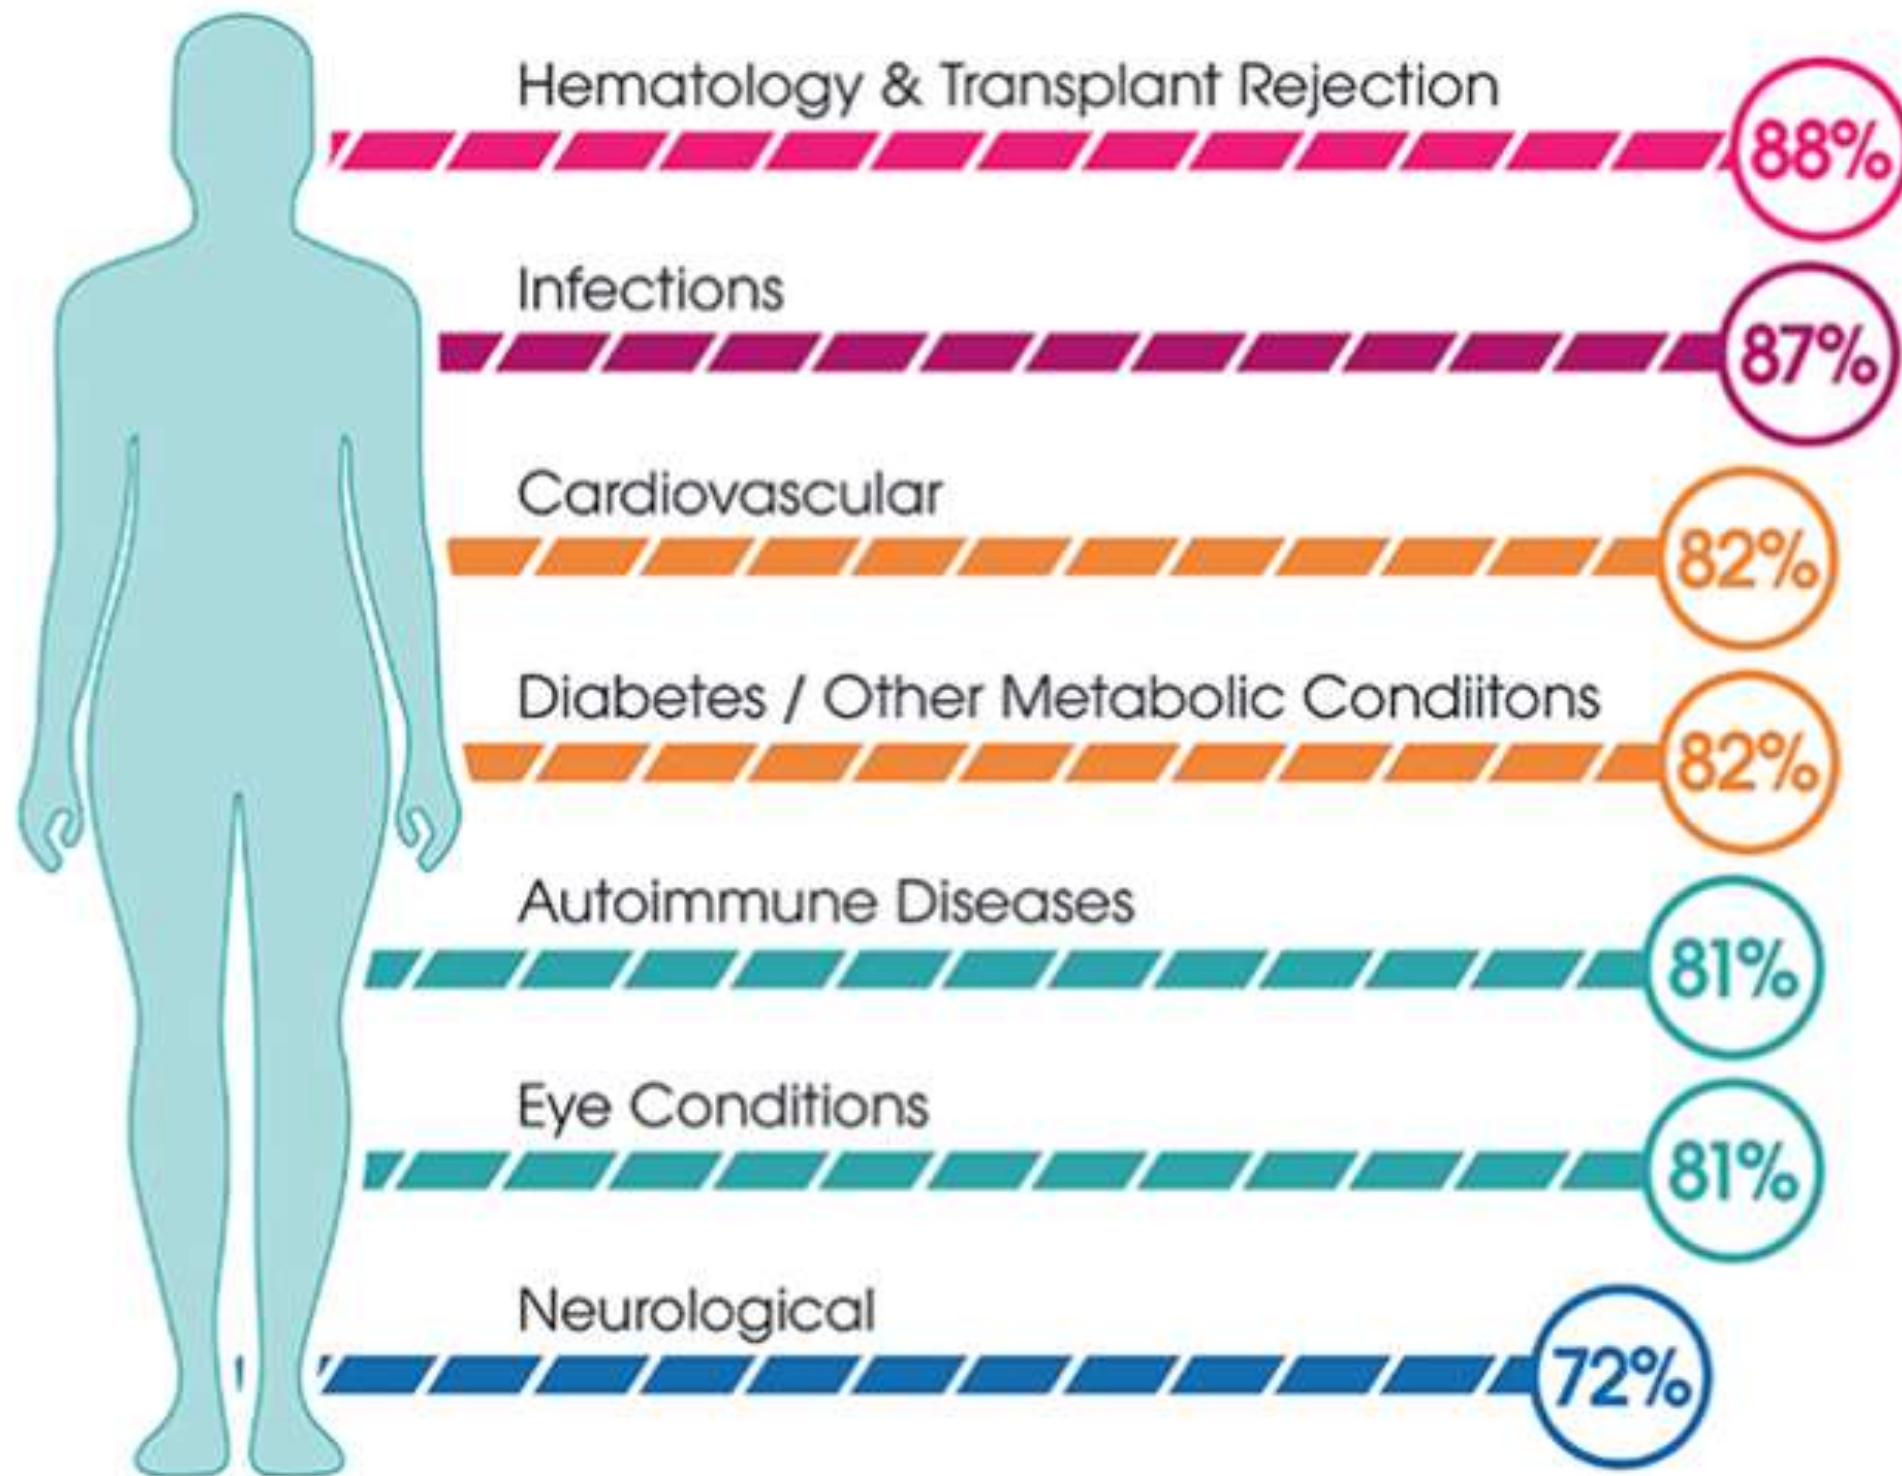 Hematology & Transplant Rejection
88%
Infections
87%
Cardiovascular
82%
Diabetes / Other Metabolic Condiitons
82%
Autoimmune Diseases
81%
Eye Conditions
81%
Neurological
72%